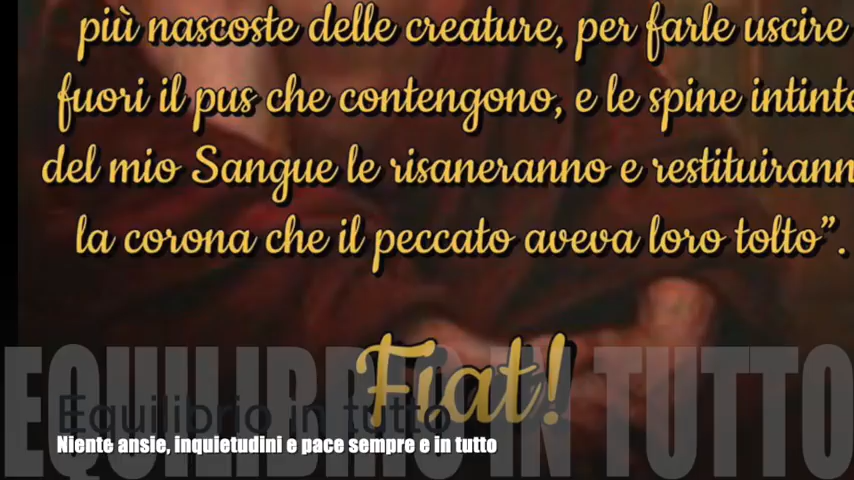 più nascoste delle creature, per farle uscire
fuori il pus che contengono, e le spine intinte
del mio Sangue le risaneranno e restituirann
la corona che il peccato aveva loro tolto”.
Fiat!
EQUILIBRIO IN TUTTO
Equilibrio in tutto
Niente ansie, inquietudini e pace sempre e in tutto